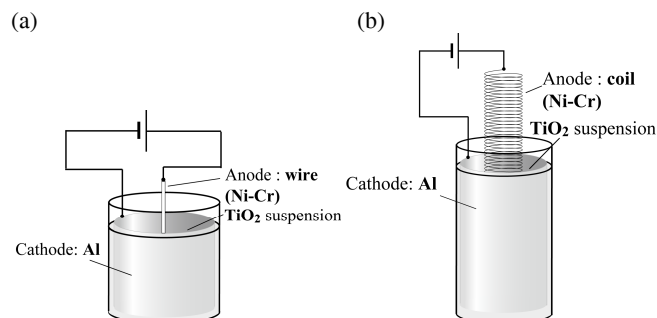 (a)
Anode : wire
(Ni-Cr)
TiO₂ suspension
Cathode: Al
(b)
Anode : coil
(Ni-Cr)
TiO₂ suspension
Cathode: Al